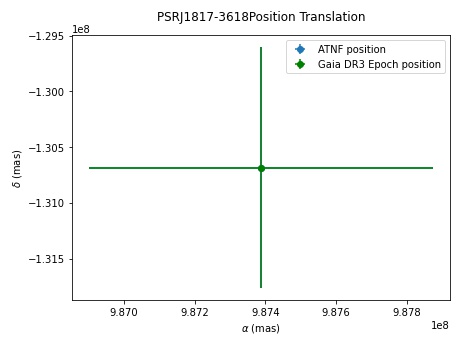 PSRJ1817-3618Position Translation
1e8
−1.295
−1.300
−1.305
−1.310
−1.315
δ (mas)
ATNF position
Gaia DR3 Epoch position
9.870 9.872 9.874 9.876 9.878
1e8
α (mas)